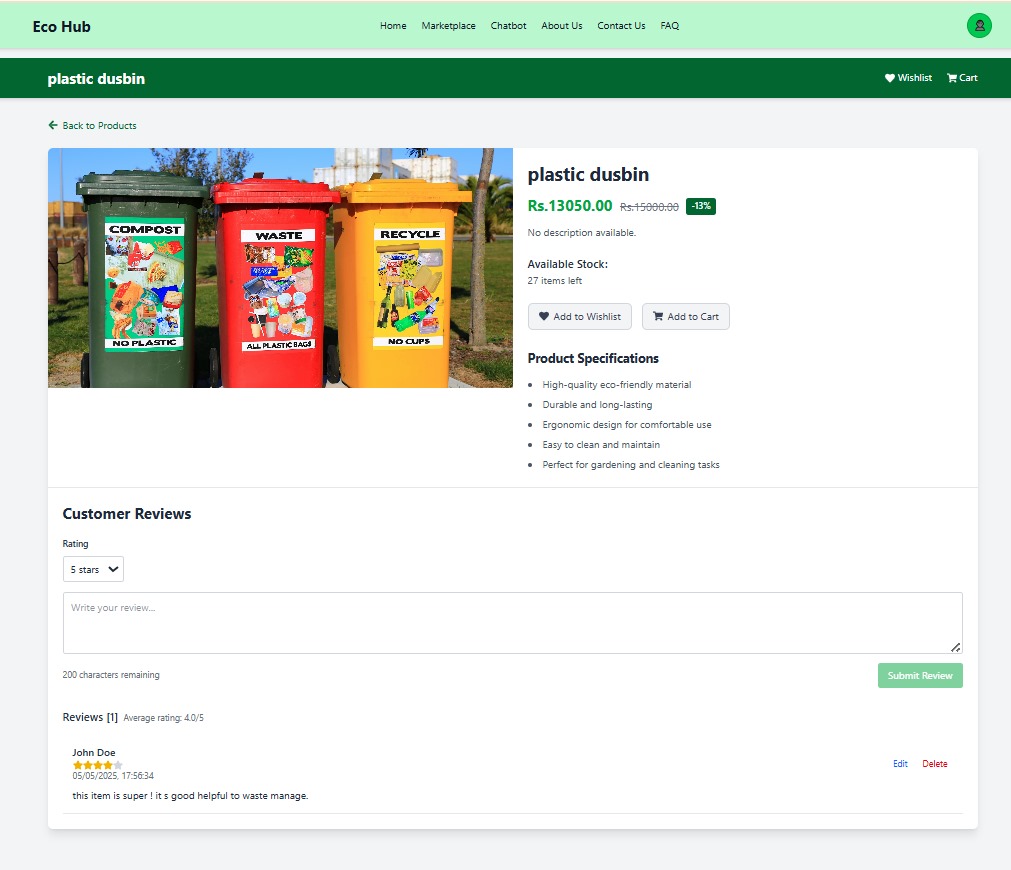 Eco Hub
Home Marketplace Chatbot About Us Contact Us FAQ
plastic dusbin
Wishlist Cart
Back to Products
COMPOST
NO PLASTIC
WASTE
ALL PLASTIC BAGS
RECYCLE
NO CUPS
plastic dusbin
Rs.13050.00 Rs.15000.00 -13%
No description available.
Available Stock:
27 items left
Add to Wishlist Add to Cart
Product Specifications
High-quality eco-friendly material
Durable and long-lasting
Ergonomic design for comfortable use
Easy to clean and maintain
Perfect for gardening and cleaning tasks
Customer Reviews
Rating
5 stars
Write your review...
200 characters remaining
Submit Review
Reviews [1] Average rating: 4.0/5
John Doe
05/05/2025, 17:56:34
Edit Delete
this item is super ! it s good helpful to waste manage.